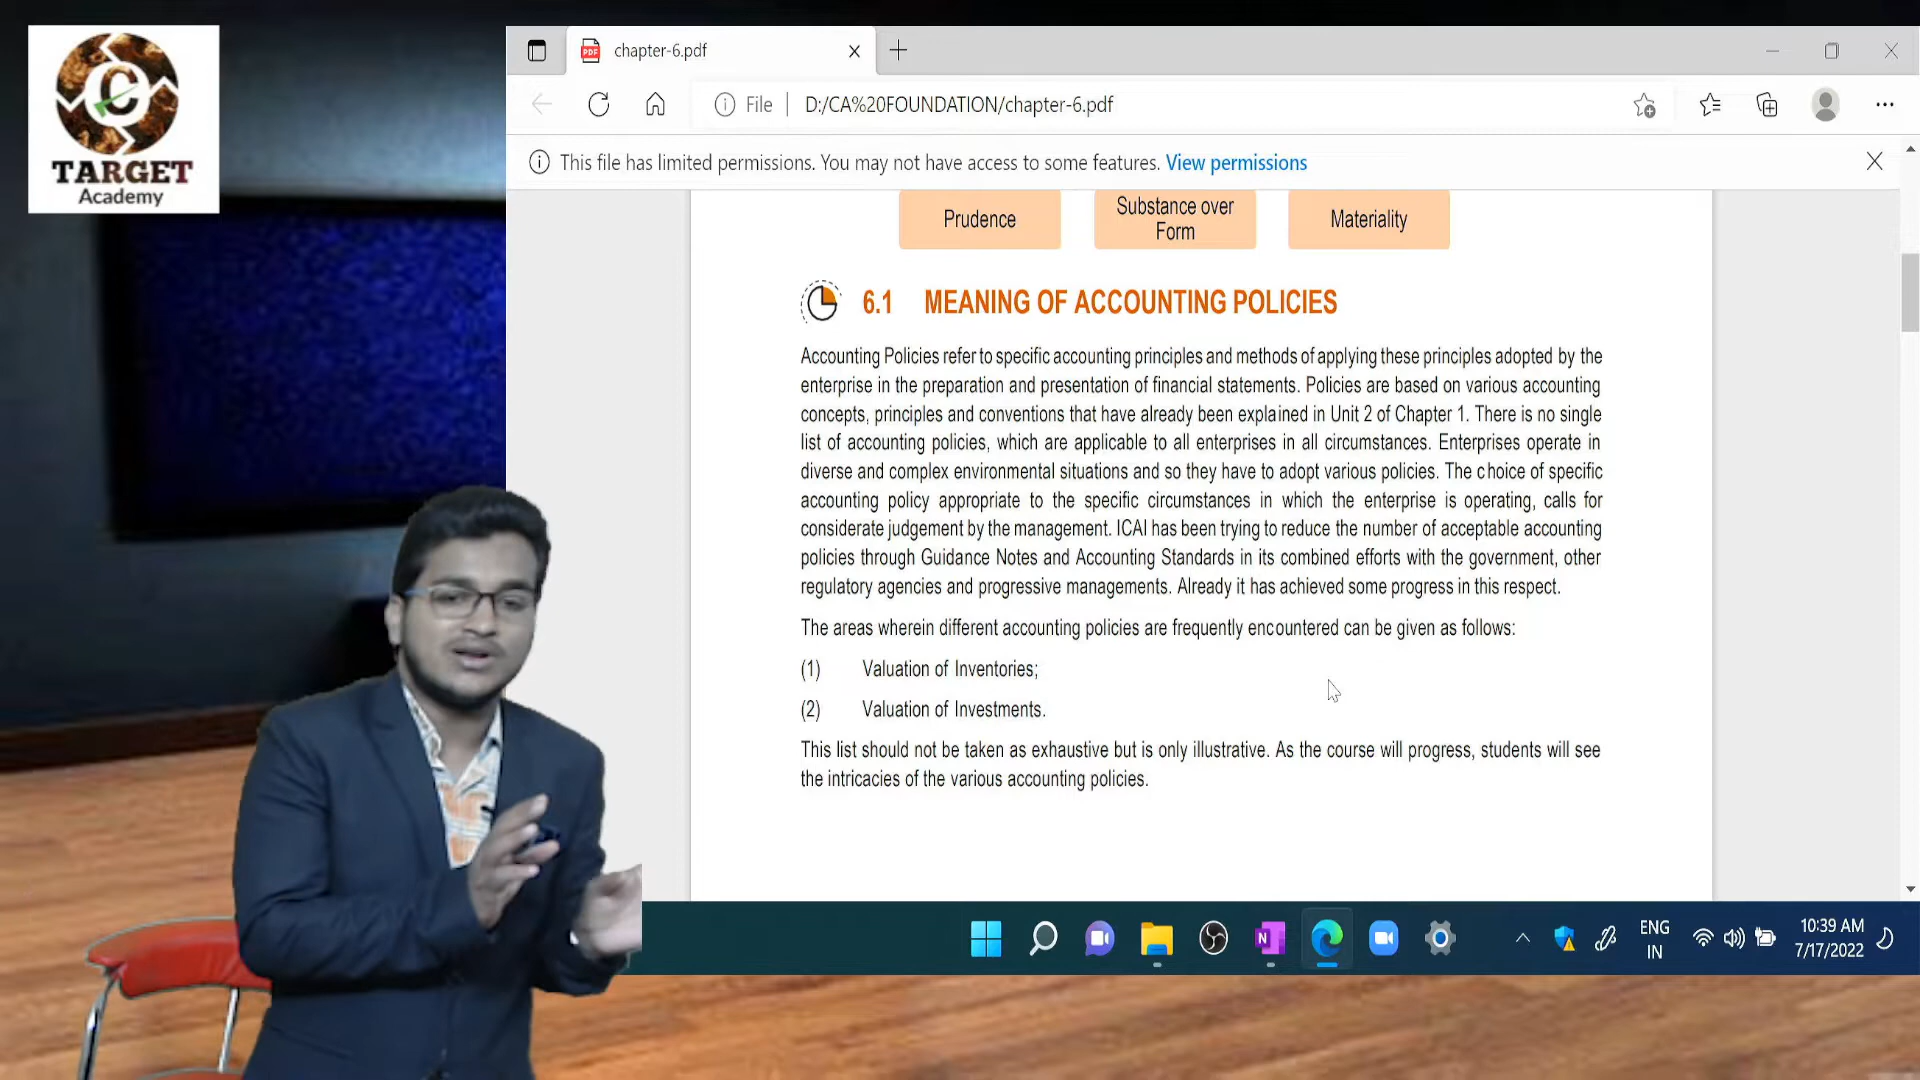 C
TARGET
Academy
chapter-6.pdf
File
D:/CA%20FOUNDATION/chapter-6.pdf
This file has limited permissions. You may not have access to some features. View permissions
Prudence
Substance over
Form
Materiality
6.1 MEANING OF ACCOUNTING POLICIES
Accounting Policies refer to specific accounting principles and methods of applying these principles adopted by the
enterprise in the preparation and presentation of financial statements. Policies are based on various accounting
concepts, principles and conventions that have already been explained in Unit 2 of Chapter 1. There is no single
list of accounting policies, which are applicable to all enterprises in all circumstances. Enterprises operate in
diverse and complex environmental situations and so they have to adopt various policies. The choice of specific
accounting policy appropriate to the specific circumstances in which the enterprise is operating, calls for
considerate judgement by the management. ICAI has been trying to reduce the number of acceptable accounting
policies through Guidance Notes and Accounting Standards in its combined efforts with the government, other
regulatory agencies and progressive managements. Already it has achieved some progress in this respect.
The areas wherein different accounting policies are frequently encountered can be given as follows:
(1) Valuation of Inventories;
(2) Valuation of Investments.
This list should not be taken as exhaustive but is only illustrative. As the course will progress, students will see
the intricacies of the various accounting policies.
ENG
IN
10:39 AM
7/17/2022